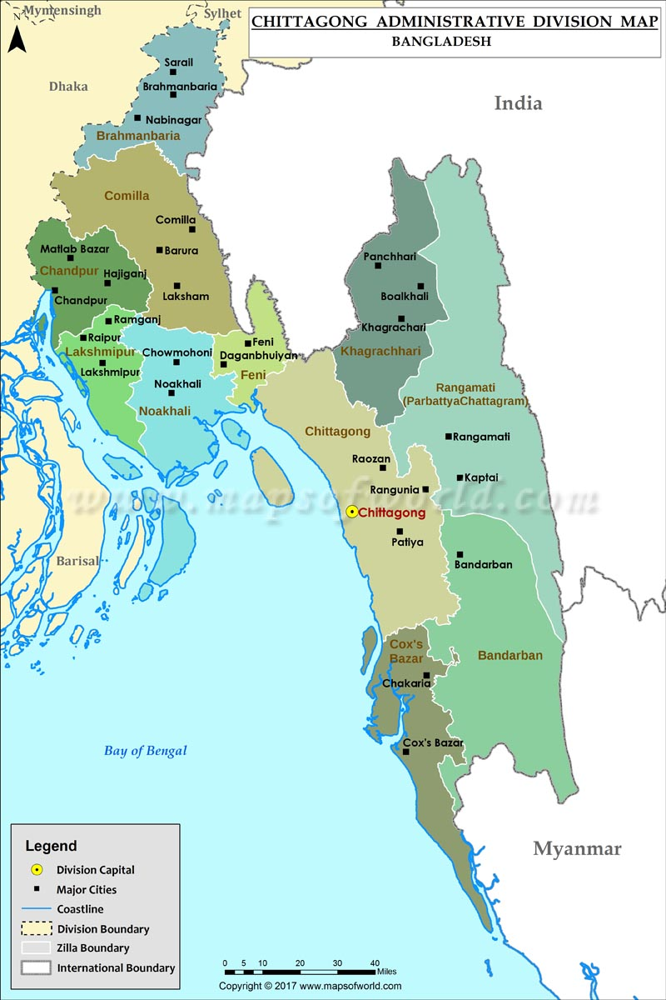 CHITTAGONG ADMINISTRATIVE DIVISION MAP
BANGLADESH
N
Mymensingh
Sylhet
Dhaka
India
Sarail
Brahmanbaria
Nabinagar
Brahmanbaria
Comilla
Comilla
Barura
Laksham
Matlab Bazar
Chandpur
Hajiganj
Chandpur
Ramganj
Raipur
Lakshmipur
Lakshmipur
Chowmohoni
Noakhali
Noakhali
Feni
Daganbhuiyan
Feni
Panchhari
Boalkhali
Khagrachari
Khagrachhari
Rangamati
(ParbattyaChattagram)
Rangamati
Kaptai
Chittagong
Raozan
Rangunia
Chittagong
Patiya
www.mapsofworld.com
Barisal
Bandarban
Bandarban
Cox's
Bazar
Chakaria
Cox's Bazar
Bay of Bengal
Myanmar
Legend
Division Capital
Major Cities
Coastline
Division Boundary
Zilla Boundary
International Boundary
0 5 10 20 30 40
Miles
Copyright © 2017 www.mapsofworld.com